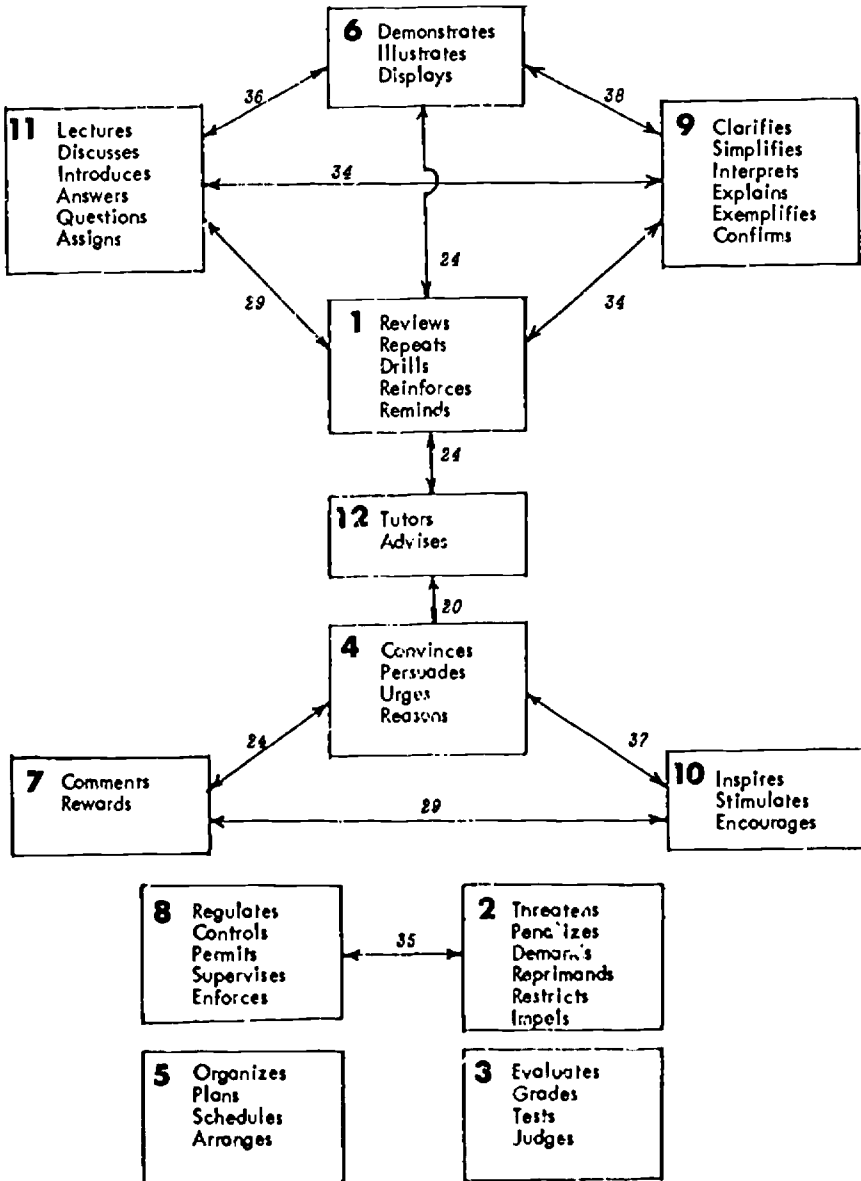 6 Demonstrates
Illustrates
Displays
36
38
11 Lectures
Discusses
Introduces
Answers
Questions
Assigns
9 Clarifies
Simplifies
Interprets
Explains
Exemplifies
Confirms
34
24
29
34
1 Reviews
Repeats
Drills
Reinforces
Reminds
24
12 Tutors
Advises
20
4 Convinces
Persuades
Urges
Reasons
24
37
7 Comments
Rewards
10 Inspires
Stimulates
Encourages
29
8 Regulates
Controls
Permits
Supervises
Enforces
35
2 Threatens
Penalizes
Demands
Reprimands
Restricts
Impels
5 Organizes
Plans
Schedules
Arranges
3 Evaluates
Grades
Tests
Judges